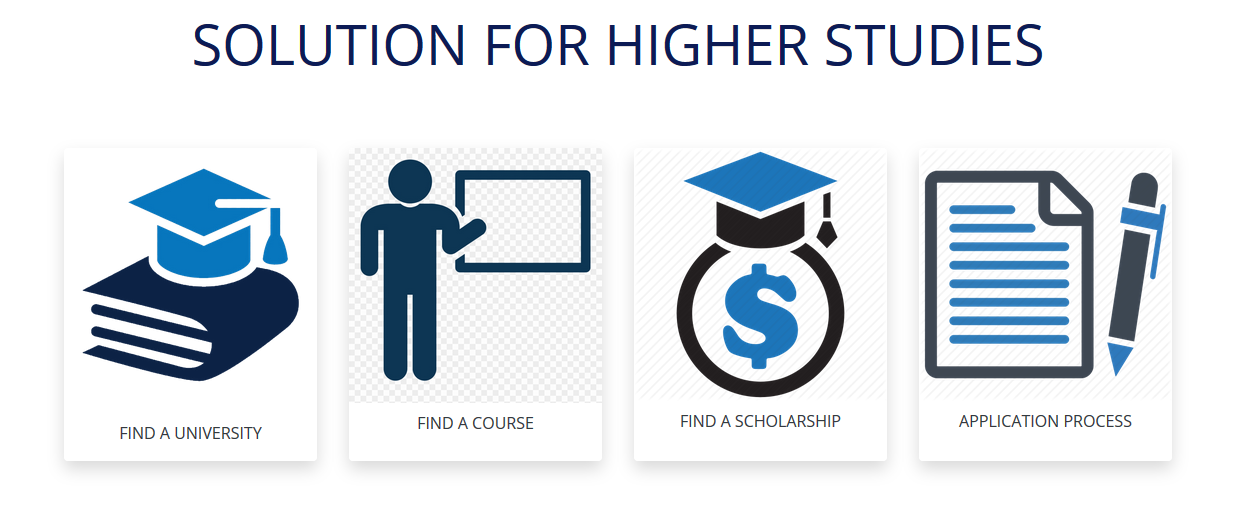 SOLUTION FOR HIGHER STUDIES
FIND A UNIVERSITY
FIND A COURSE
FIND A SCHOLARSHIP
APPLICATION PROCESS